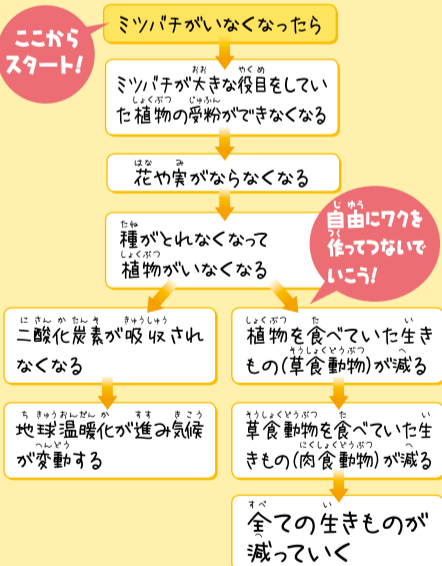 ここから
スタート!
ミツバチがいなくなったら
ミツバチが大きな役目をしてい
た植物の受粉ができなくなる
花や実がならなくなる
種がとれなくなって
植物がいなくなる
自由にワクを
作ってつないで
いこう!
二酸化炭素が吸収され
なくなる
地球温暖化が進み気候
が変動する
植物を食べていた生き
もの(草食動物)が減る
草食動物を食べていた生
きもの(肉食動物)が減る
全ての生きものが
減っていく